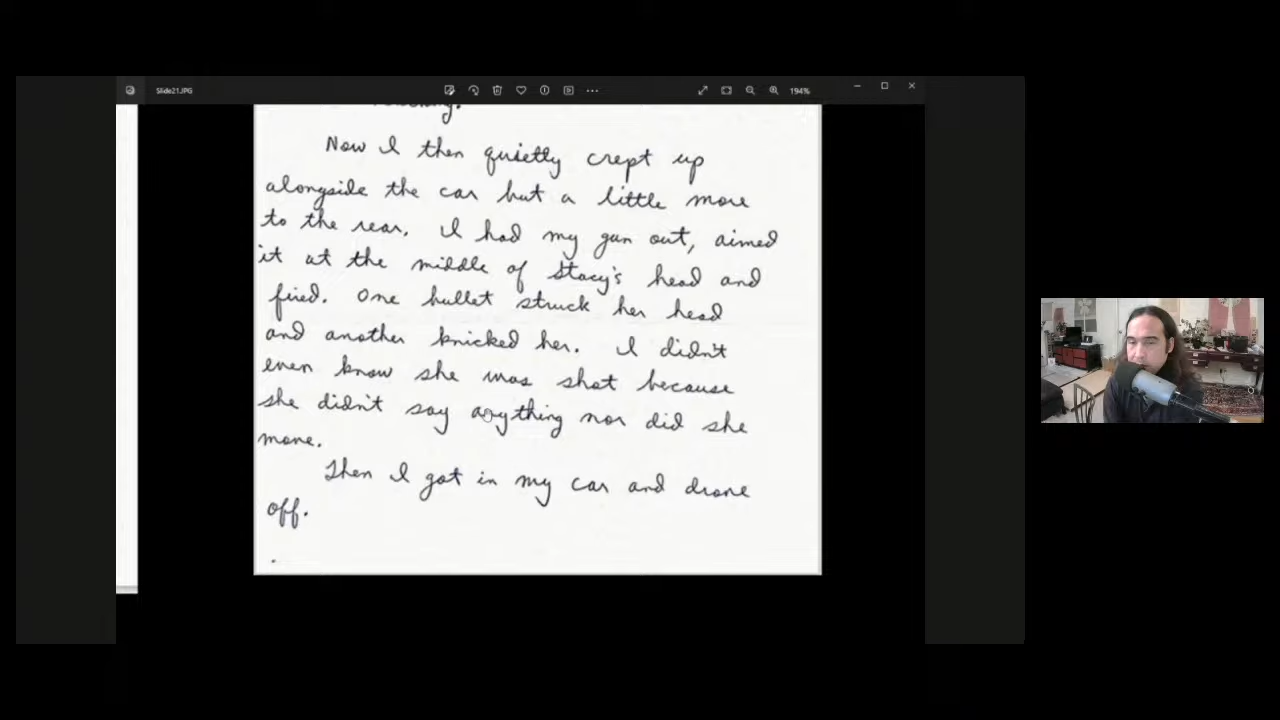 Slide21.JPG
194%
Now I then quietly crept up
alongside the car but a little more
to the rear. I had my gun out, aimed
it at the middle of Stacy's head and
fired. One bullet struck her head
and another knicked her. I didn't
even know she was shot because
she didn't say anything nor did she
move.
Then I got in my car and drove
off.